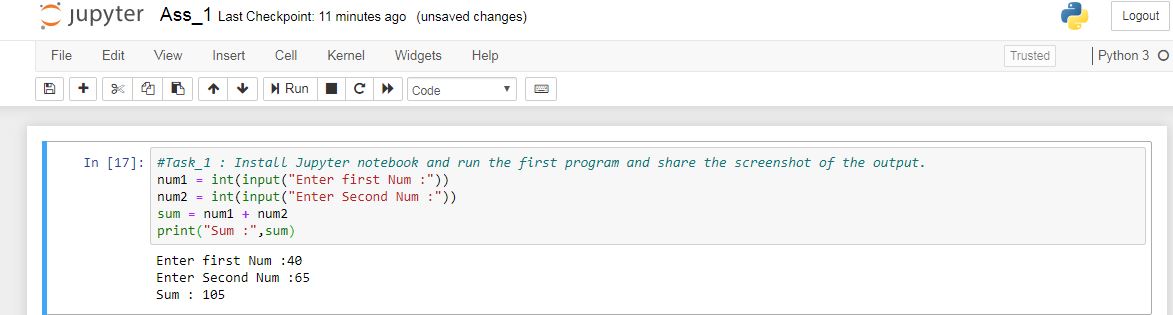 jupyter Ass_1 Last Checkpoint: 11 minutes ago (unsaved changes) Logout
File Edit View Insert Cell Kernel Widgets Help Trusted Python 3
Run Code
In [17]: #Task_1 : Install Jupyter notebook and run the first program and share the screenshot of the output.
num1 = int(input("Enter first Num :"))
num2 = int(input("Enter Second Num :"))
sum = num1 + num2
print("Sum :",sum)
Enter first Num :40
Enter Second Num :65
Sum : 105